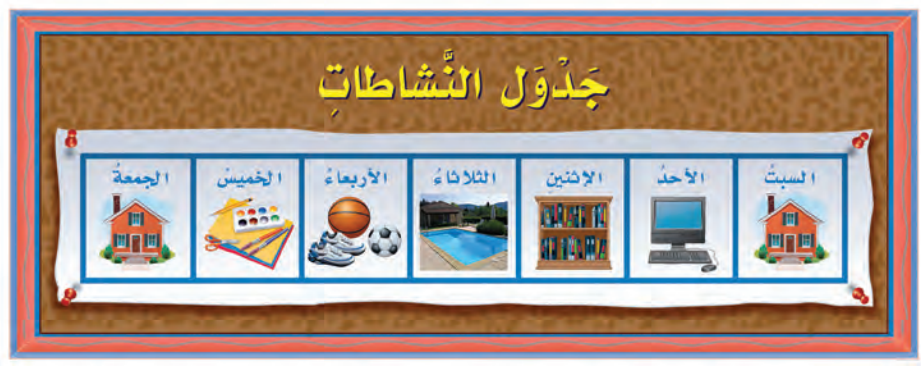 جَدْوَل النَّشاطاتِ
السبتُ الأحدُ الإثنين الثلاثاءُ الأربعاءُ الخميسُ الجمعةُ